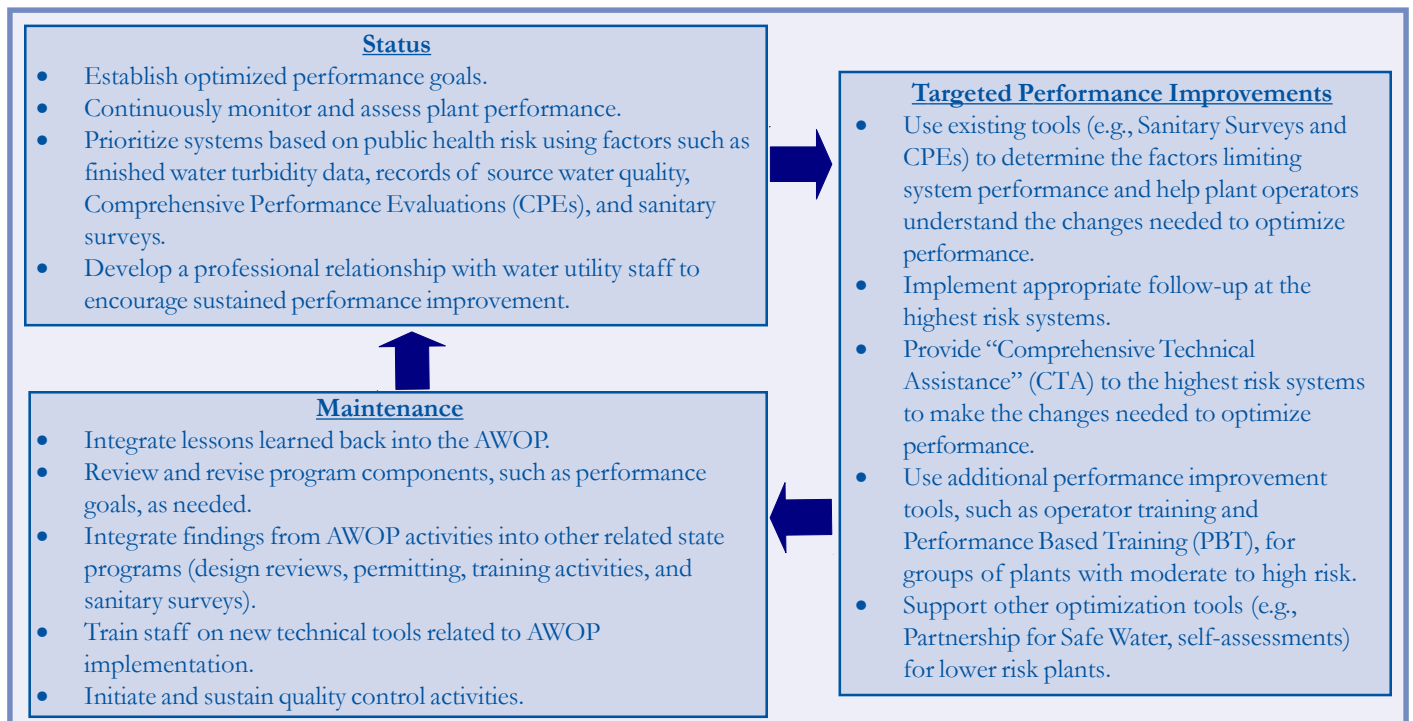 Status
• Establish optimized performance goals.
• Continuously monitor and assess plant performance.
• Prioritize systems based on public health risk using factors such as
finished water turbidity data, records of source water quality,
Comprehensive Performance Evaluations (CPEs), and sanitary
surveys.
• Develop a professional relationship with water utility staff to
encourage sustained performance improvement.
Targeted Performance Improvements
• Use existing tools (e.g., Sanitary Surveys and
CPEs) to determine the factors limiting
system performance and help plant operators
understand the changes needed to optimize
performance.
• Implement appropriate follow-up at the
highest risk systems.
• Provide “Comprehensive Technical
Assistance” (CTA) to the highest risk systems
to make the changes needed to optimize
performance.
• Use additional performance improvement
tools, such as operator training and
Performance Based Training (PBT), for
groups of plants with moderate to high risk.
• Support other optimization tools (e.g.,
Partnership for Safe Water, self-assessments)
for lower risk plants.
Maintenance
• Integrate lessons learned back into the AWOP.
• Review and revise program components, such as performance
goals, as needed.
• Integrate findings from AWOP activities into other related state
programs (design reviews, permitting, training activities, and
sanitary surveys).
• Train staff on new technical tools related to AWOP
implementation.
• Initiate and sustain quality control activities.